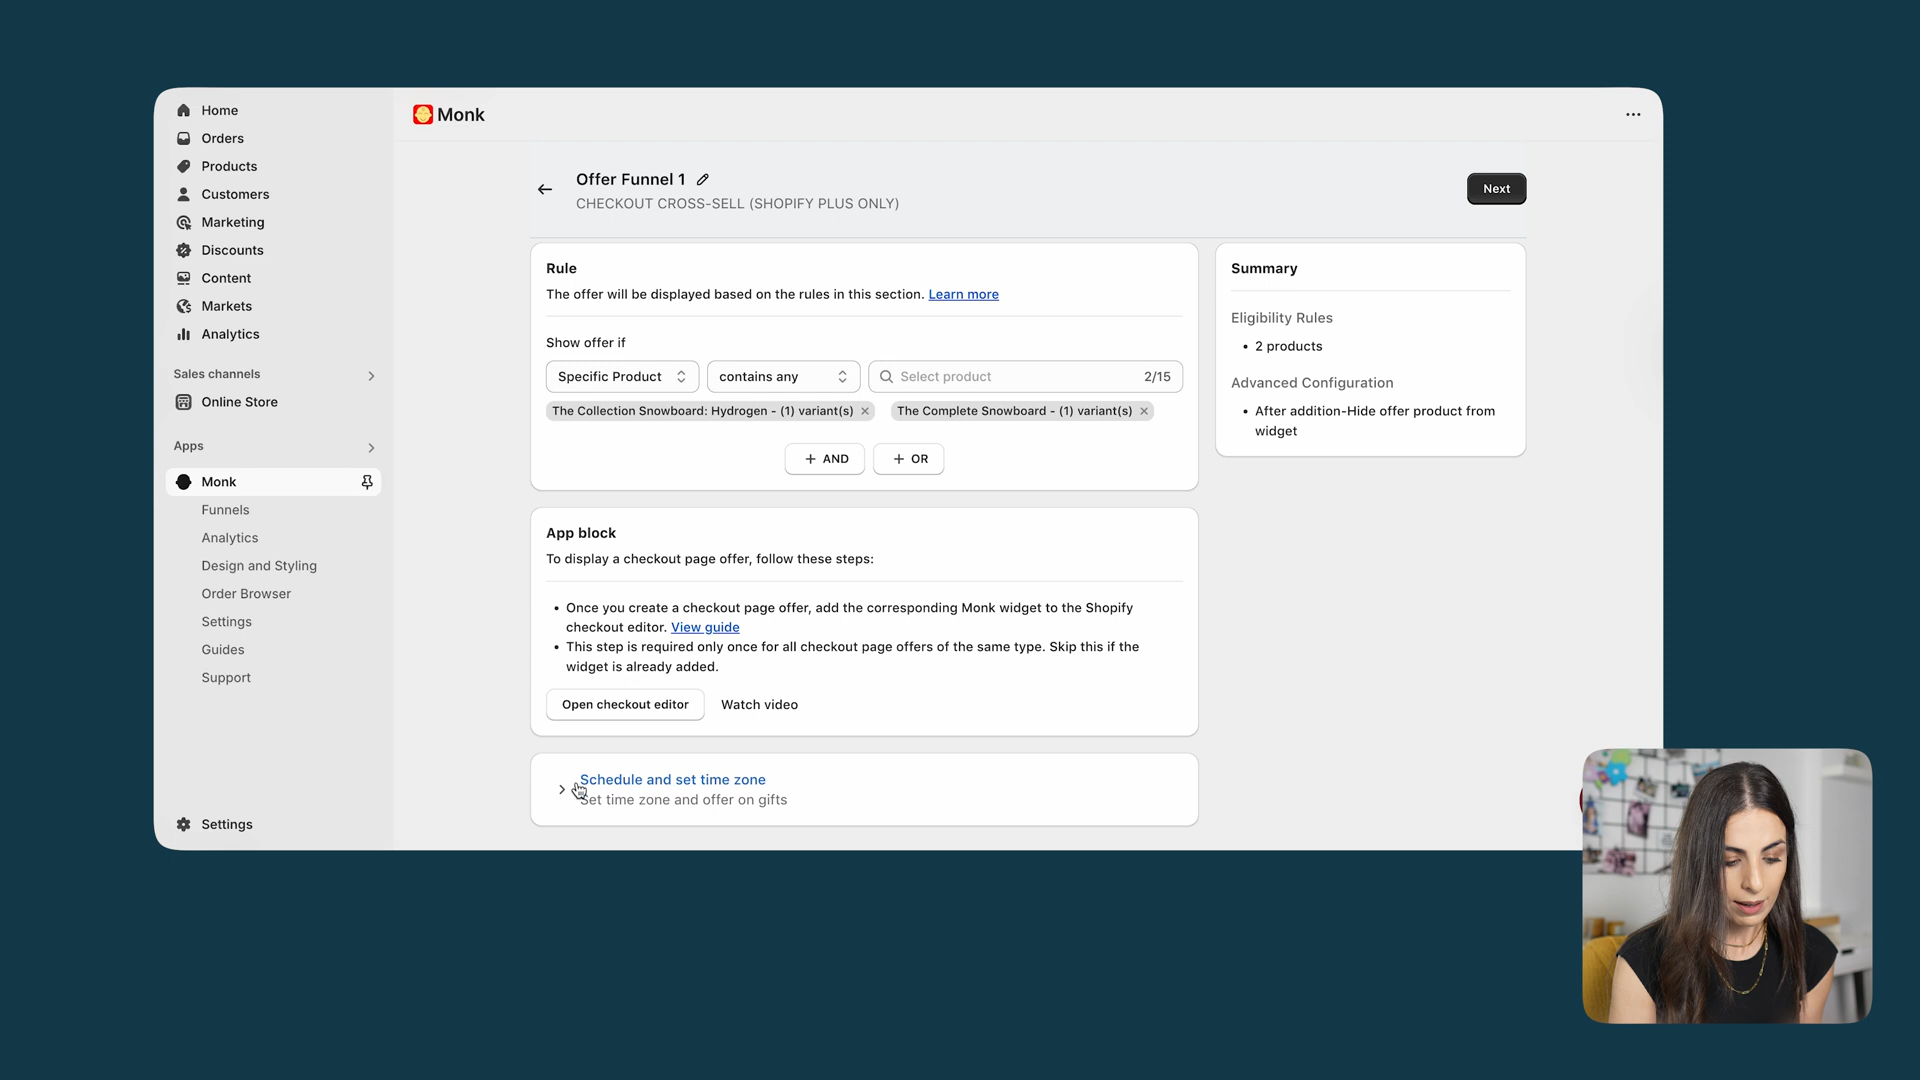 Home
Orders
Products
Customers
Marketing
Discounts
Content
Markets
Analytics
Sales channels
Online Store
Apps
Monk
Funnels
Analytics
Design and Styling
Order Browser
Settings
Guides
Support
Settings
Monk
Offer Funnel 1
CHECKOUT CROSS-SELL (SHOPIFY PLUS ONLY)
Next
Rule
The offer will be displayed based on the rules in this section. Learn more
Show offer if
Specific Product contains any Select product 2/15
The Collection Snowboard: Hydrogen - (1) variant(s) The Complete Snowboard - (1) variant(s)
+ AND + OR
App block
To display a checkout page offer, follow these steps:
• Once you create a checkout page offer, add the corresponding Monk widget to the Shopify
checkout editor. View guide
• This step is required only once for all checkout page offers of the same type. Skip this if the
widget is already added.
Open checkout editor Watch video
Schedule and set time zone
Set time zone and offer on gifts
Summary
Eligibility Rules
• 2 products
Advanced Configuration
• After addition-Hide offer product from
widget